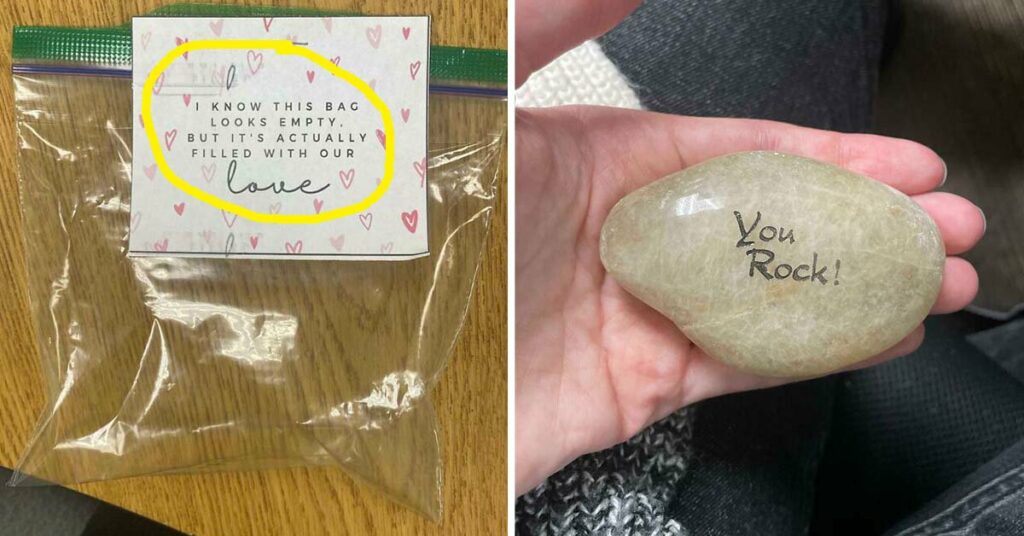 I KNOW THIS BAG
LOOKS EMPTY,
BUT IT'S ACTUALLY
FILLED WITH OUR
love
You
Rock!